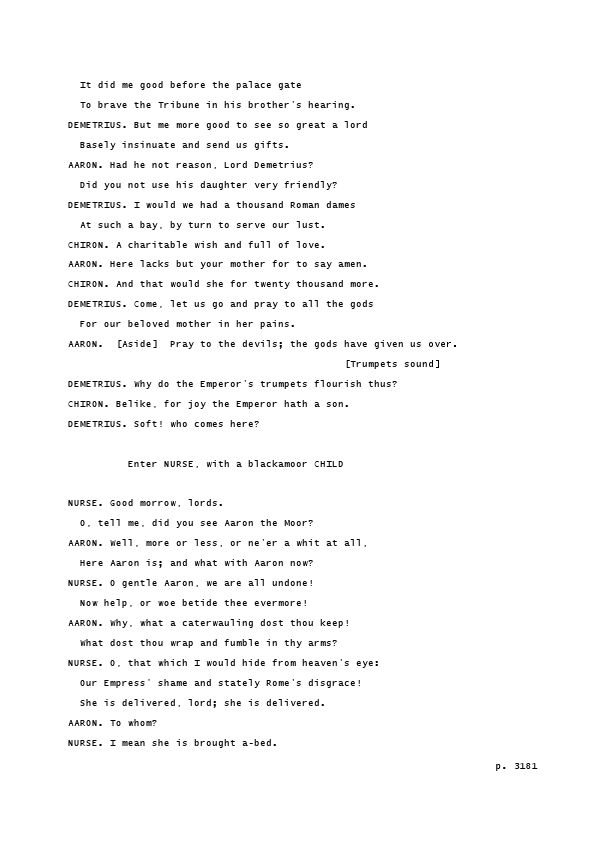 It did me good before the palace gate
To brave the Tribune in his brother's hearing.
DEMETRIUS. But me more good to see so great a lord
Basely insinuate and send us gifts.
AARON. Had he not reason, Lord Demetrius?
Did you not use his daughter very friendly?
DEMETRIUS. I would we had a thousand Roman dames
At such a bay, by turn to serve our lust.
CHIRON. A charitable wish and full of love.
AARON. Here lacks but your mother for to say amen.
CHIRON. And that would she for twenty thousand more.
DEMETRIUS. Come, let us go and pray to all the gods
For our beloved mother in her pains.
AARON.  [Aside]  Pray to the devils; the gods have given us over.
[Trumpets sound]
DEMETRIUS. Why do the Emperor's trumpets flourish thus?
CHIRON. Belike, for joy the Emperor hath a son.
DEMETRIUS. Soft! who comes here?
Enter NURSE, with a blackamoor CHILD
NURSE. Good morrow, lords.
O, tell me, did you see Aaron the Moor?
AARON. Well, more or less, or ne'er a whit at all,
Here Aaron is; and what with Aaron now?
NURSE. O gentle Aaron, we are all undone!
Now help, or woe betide thee evermore!
AARON. Why, what a caterwauling dost thou keep!
What dost thou wrap and fumble in thy arms?
NURSE. O, that which I would hide from heaven's eye:
Our Empress' shame and stately Rome's disgrace!
She is delivered, lord; she is delivered.
AARON. To whom?
NURSE. I mean she is brought a-bed.
p. 3181